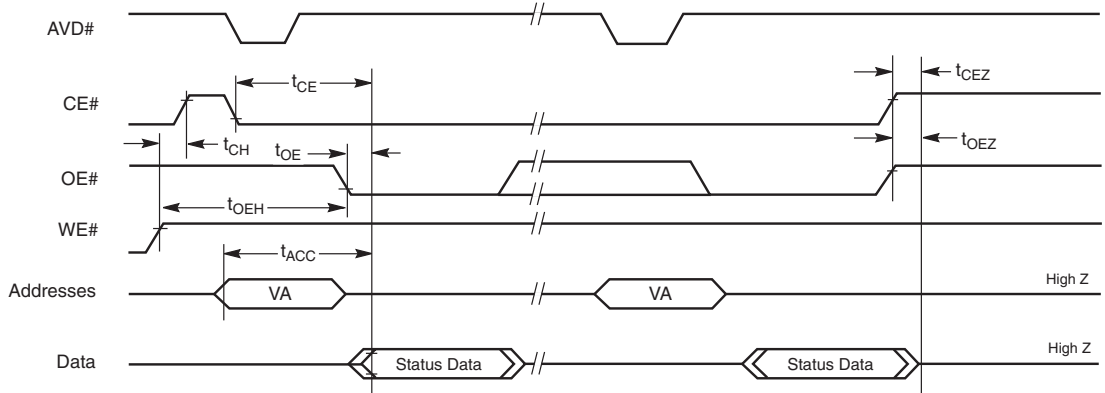 AVD#
tCE
tCEZ
CE#
tCH
tOE
tOEZ
OE#
tOEH
WE#
tACC
Addresses
VA
VA
High Z
Data
Status Data
Status Data
High Z